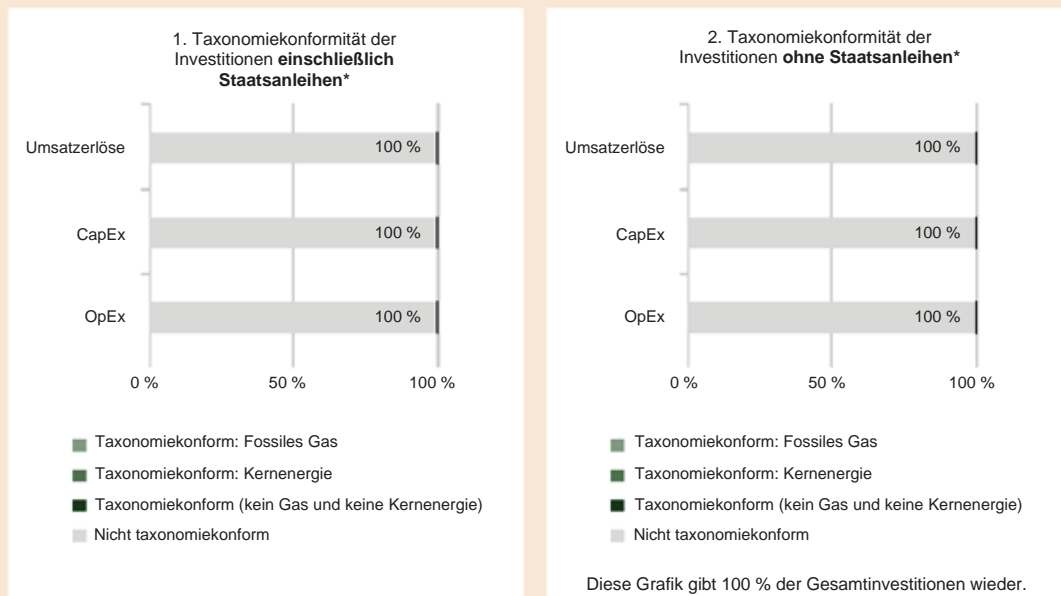 1. Taxonomiekonformität der
Investitionen einschließlich
Staatsanleihen*
Umsatzerlöse
100 %
CapEx
100 %
OpEx
100 %
0 %
50 %
100 %
Taxonomiekonform: Fossiles Gas
Taxonomiekonform: Kernenergie
Taxonomiekonform (kein Gas und keine Kernenergie)
Nicht taxonomiekonform
2. Taxonomiekonformität der
Investitionen ohne Staatsanleihen*
Umsatzerlöse
100 %
CapEx
100 %
OpEx
100 %
0 %
50 %
100 %
Taxonomiekonform: Fossiles Gas
Taxonomiekonform: Kernenergie
Taxonomiekonform (kein Gas und keine Kernenergie)
Nicht taxonomiekonform
Diese Grafik gibt 100 % der Gesamtinvestitionen wieder.